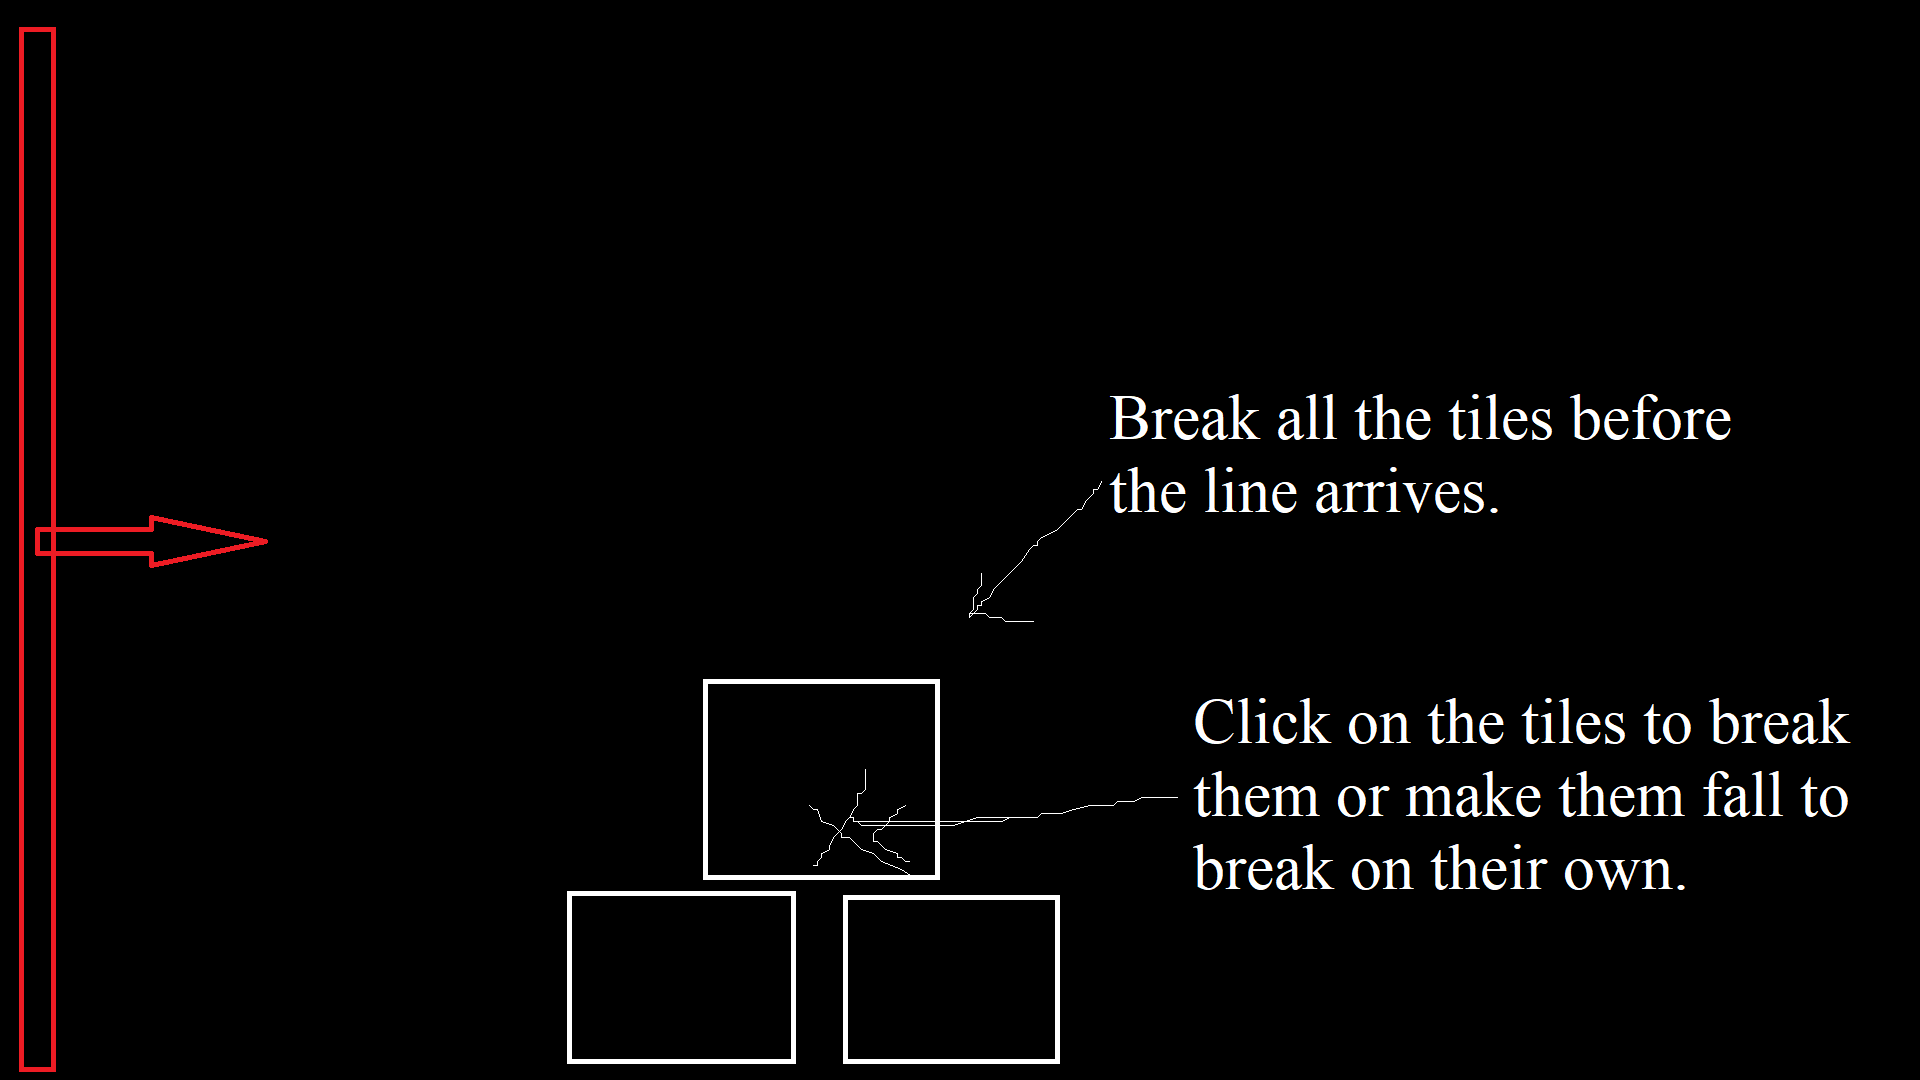 Break all the tiles before
the line arrives.
Click on the tiles to break
them or make them fall to
break on their own.